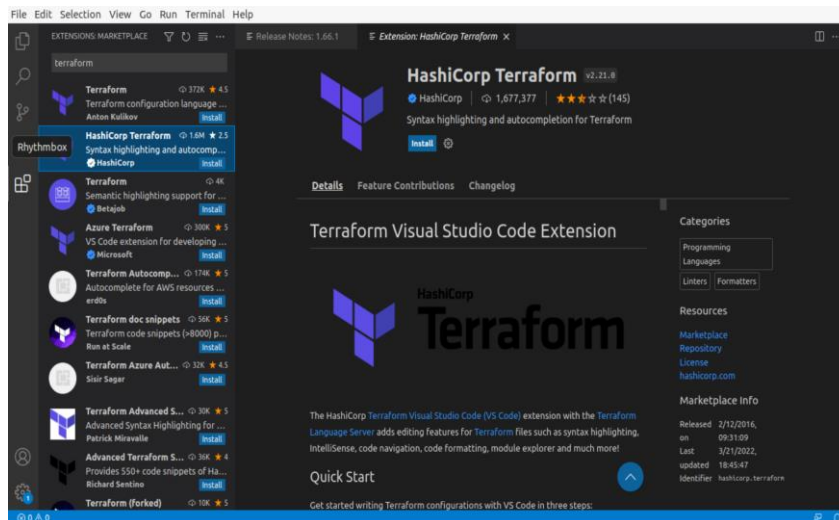 File Edit Selection View Go Run Terminal Help
EXTENSIONS: MARKETPLACE
Release Notes: 1.66.1
Extension: HashiCorp Terraform
terraform
Terraform 372K ★ 4.5
Terraform configuration language ...
Anton Kulikov Install
HashiCorp Terraform 1.6M ★ 2.5
Syntax highlighting and autocomp...
HashiCorp Install
Rhythmbox
Terraform 4K
Semantic highlighting support for ...
Betajob Install
Azure Terraform 300K ★ 5
VS Code extension for developing ...
Microsoft Install
Terraform Autocomp... 174K ★ 5
Autocomplete for AWS resources ...
erd0s Install
Terraform doc snippets 56K ★ 5
Terraform code snippets (>8000) p...
Run at Scale Install
Terraform Azure Aut... 32K ★ 4.5
Sisir Sagar Install
Terraform Advanced S... 30K ★ 5
Advanced Syntax Highlighting for ...
Patrick Miravalle Install
Advanced Terraform S... 36K ★ 4
Provides 550+ code snippets of Ha...
Richard Sentino Install
Terraform (forked) 10K ★ 5
HashiCorp Terraform v2.21.0
HashiCorp | 1,677,377 | ★★★☆☆(145)
Syntax highlighting and autocompletion for Terraform
Install
Details Feature Contributions Changelog
Terraform Visual Studio Code Extension
HashiCorp
Terraform
The HashiCorp Terraform Visual Studio Code (VS Code) extension with the Terraform
Language Server adds editing features for Terraform files such as syntax highlighting,
IntelliSense, code navigation, code formatting, module explorer and much more!
Quick Start
Get started writing Terraform configurations with VS Code in three steps:
Categories
Programming
Languages
Linters Formatters
Resources
Marketplace
Repository
License
hashicorp.com
Marketplace Info
Released 2/12/2016,
on 09:31:09
Last 3/21/2022,
updated 18:45:47
Identifier hashicorp.terraform
0 0